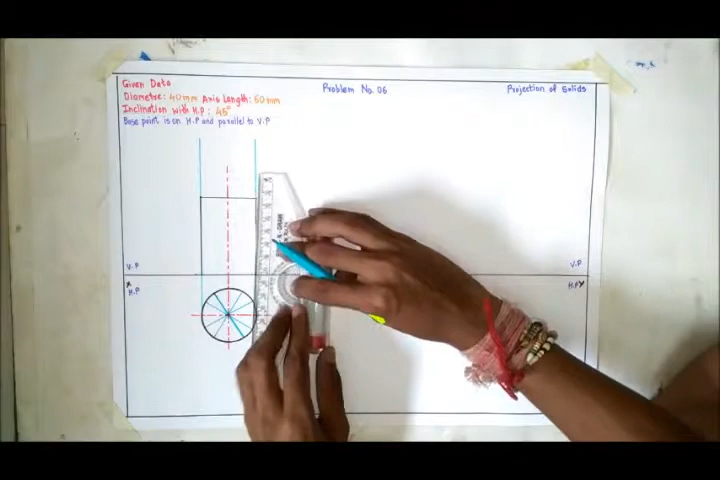 Given Data
Diametre: 40mm Axis Length: 60mm
Inclination with H.P: 45°
Base point is on H.P and parallel to V.P
Problem No. 06
Projection of Solids
V.P
V.P
X
H.P
H.P Y